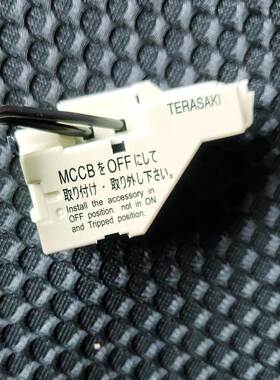 TERASAKI
MCCBをOFFにして
取り付け・取り外し下さい。
Install the accessory in
OFF position. not in ON
and Tripped position.